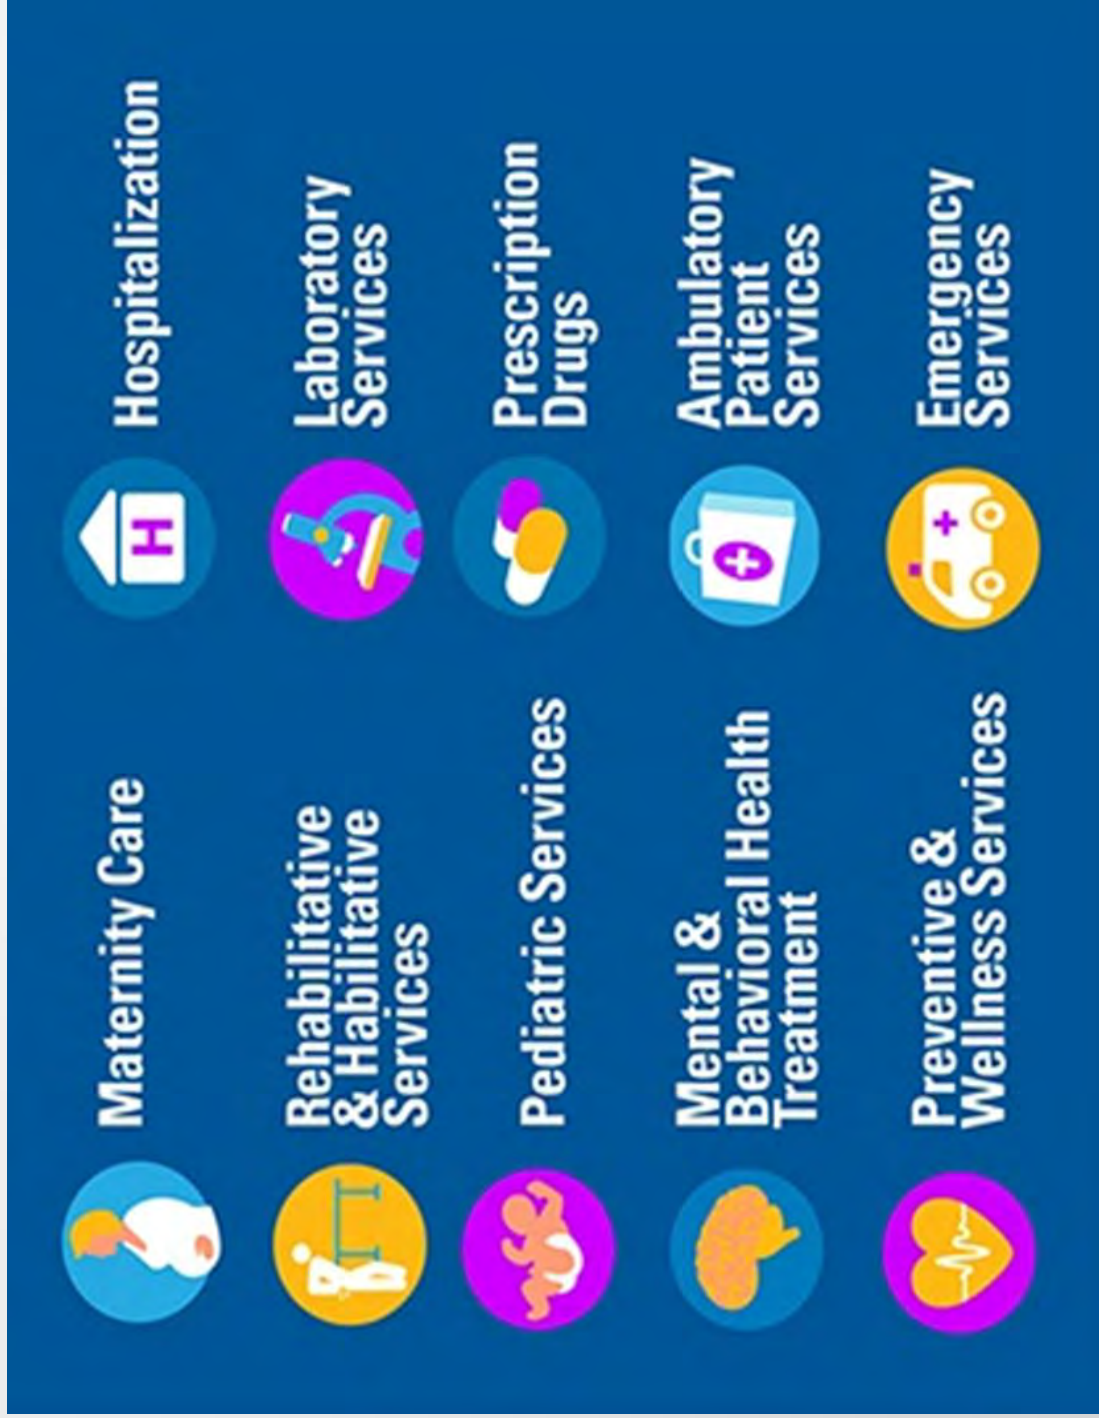 Maternity Care
Rehabilitative
& Habilitative
Services
Pediatric Services
Mental &
Behavioral Health
Treatment
Preventive &
Wellness Services
Hospitalization
H
Laboratory
Services
Prescription
Drugs
Ambulatory
Patient
Services
Emergency
Services